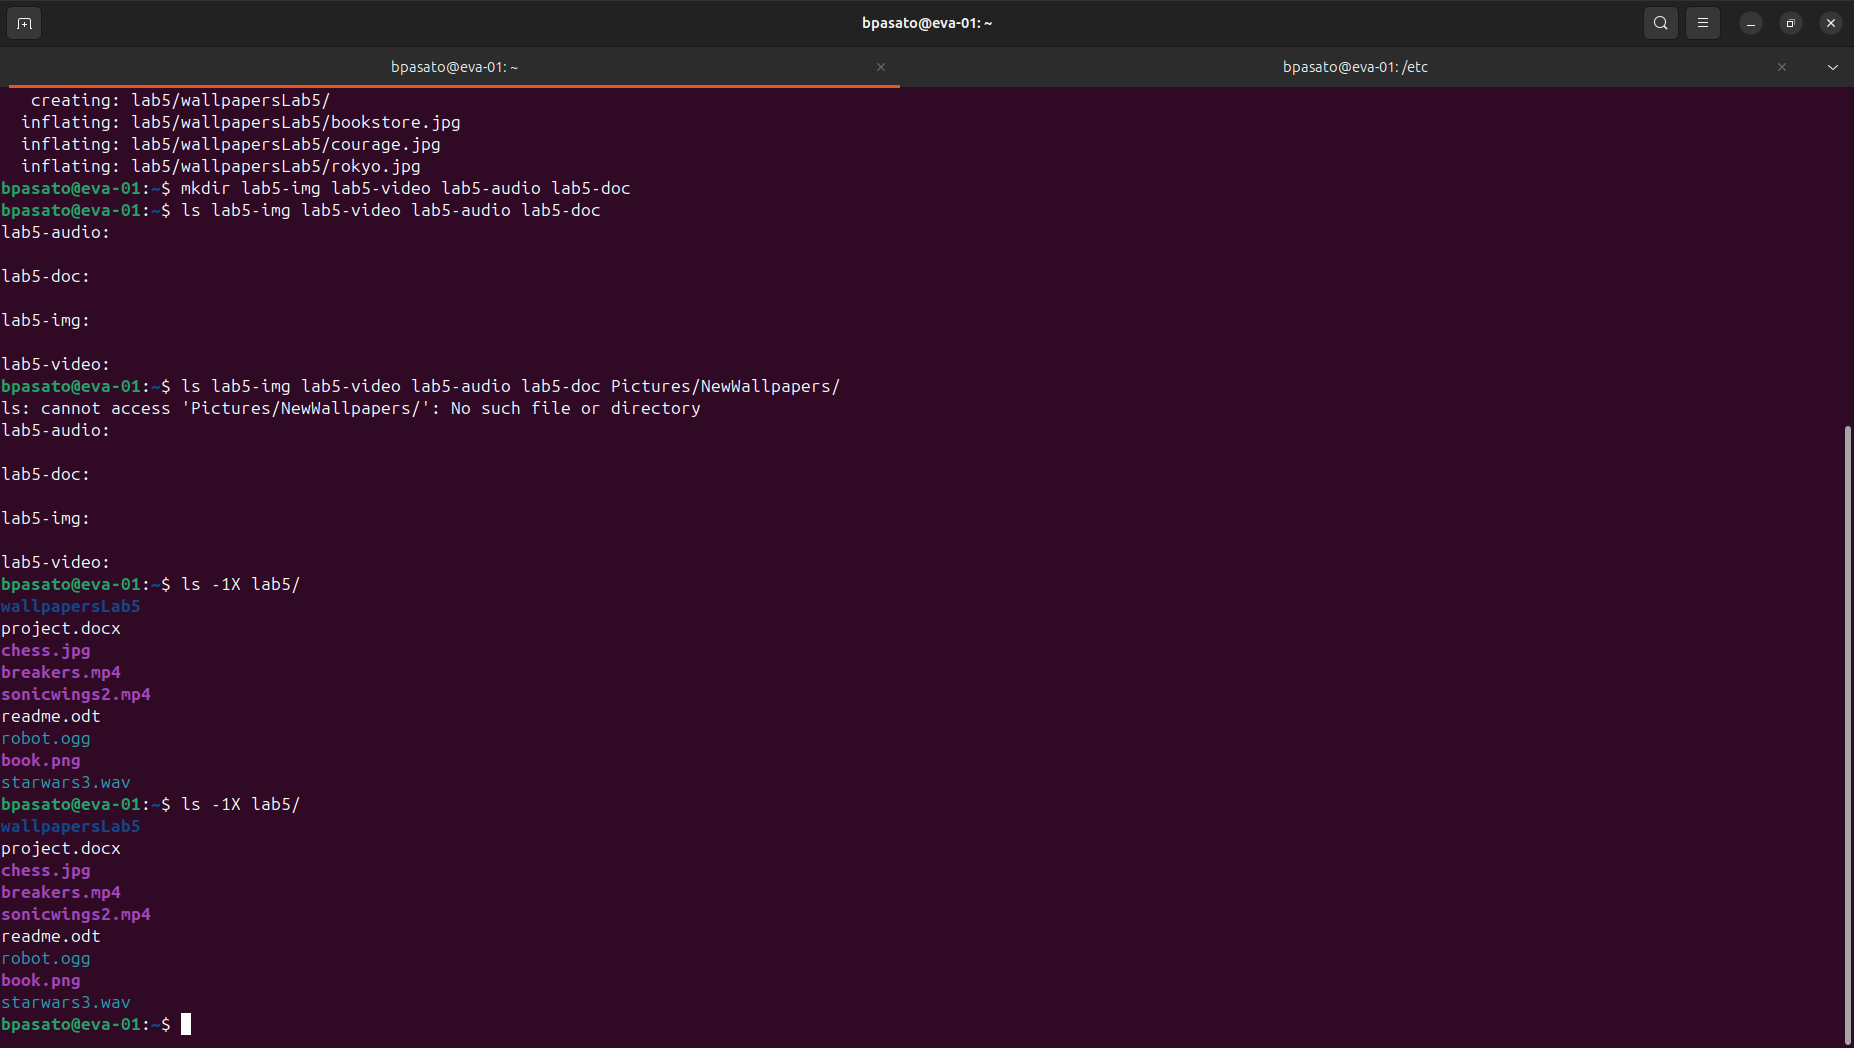 bpasato@eva-01: ~
bpasato@eva-01: ~
bpasato@eva-01: /etc
creating: lab5/wallpapersLab5/
inflating: lab5/wallpapersLab5/bookstore.jpg
inflating: lab5/wallpapersLab5/courage.jpg
inflating: lab5/wallpapersLab5/rokyo.jpg
bpasato@eva-01:~$ mkdir lab5-img lab5-video lab5-audio lab5-doc
bpasato@eva-01:~$ ls lab5-img lab5-video lab5-audio lab5-doc
lab5-audio:
lab5-doc:
lab5-img:
lab5-video:
bpasato@eva-01:~$ ls lab5-img lab5-video lab5-audio lab5-doc Pictures/NewWallpapers/
ls: cannot access 'Pictures/NewWallpapers/': No such file or directory
lab5-audio:
lab5-doc:
lab5-img:
lab5-video:
bpasato@eva-01:~$ ls -1X lab5/
wallpapersLab5
project.docx
chess.jpg
breakers.mp4
sonicwings2.mp4
readme.odt
robot.ogg
book.png
starwars3.wav
bpasato@eva-01:~$ ls -1X lab5/
wallpapersLab5
project.docx
chess.jpg
breakers.mp4
sonicwings2.mp4
readme.odt
robot.ogg
book.png
starwars3.wav
bpasato@eva-01:~$